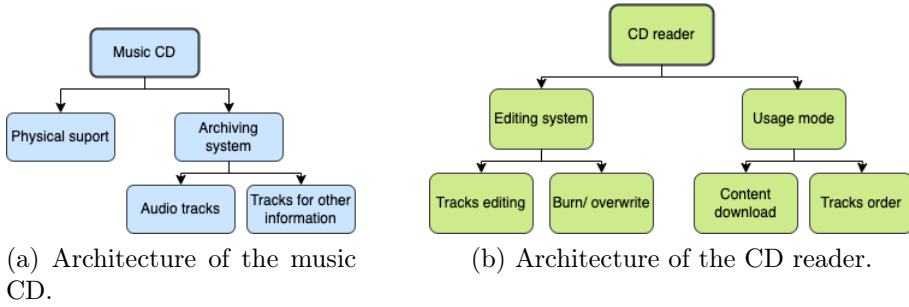 Music CD
Physical suport
Archiving
system
Audio tracks
Tracks for other
information
(a) Architecture of the music
CD.
CD reader
Editing system
Usage mode
Tracks editing
Burn/ overwrite
Content
download
Tracks order
(b) Architecture of the CD reader.